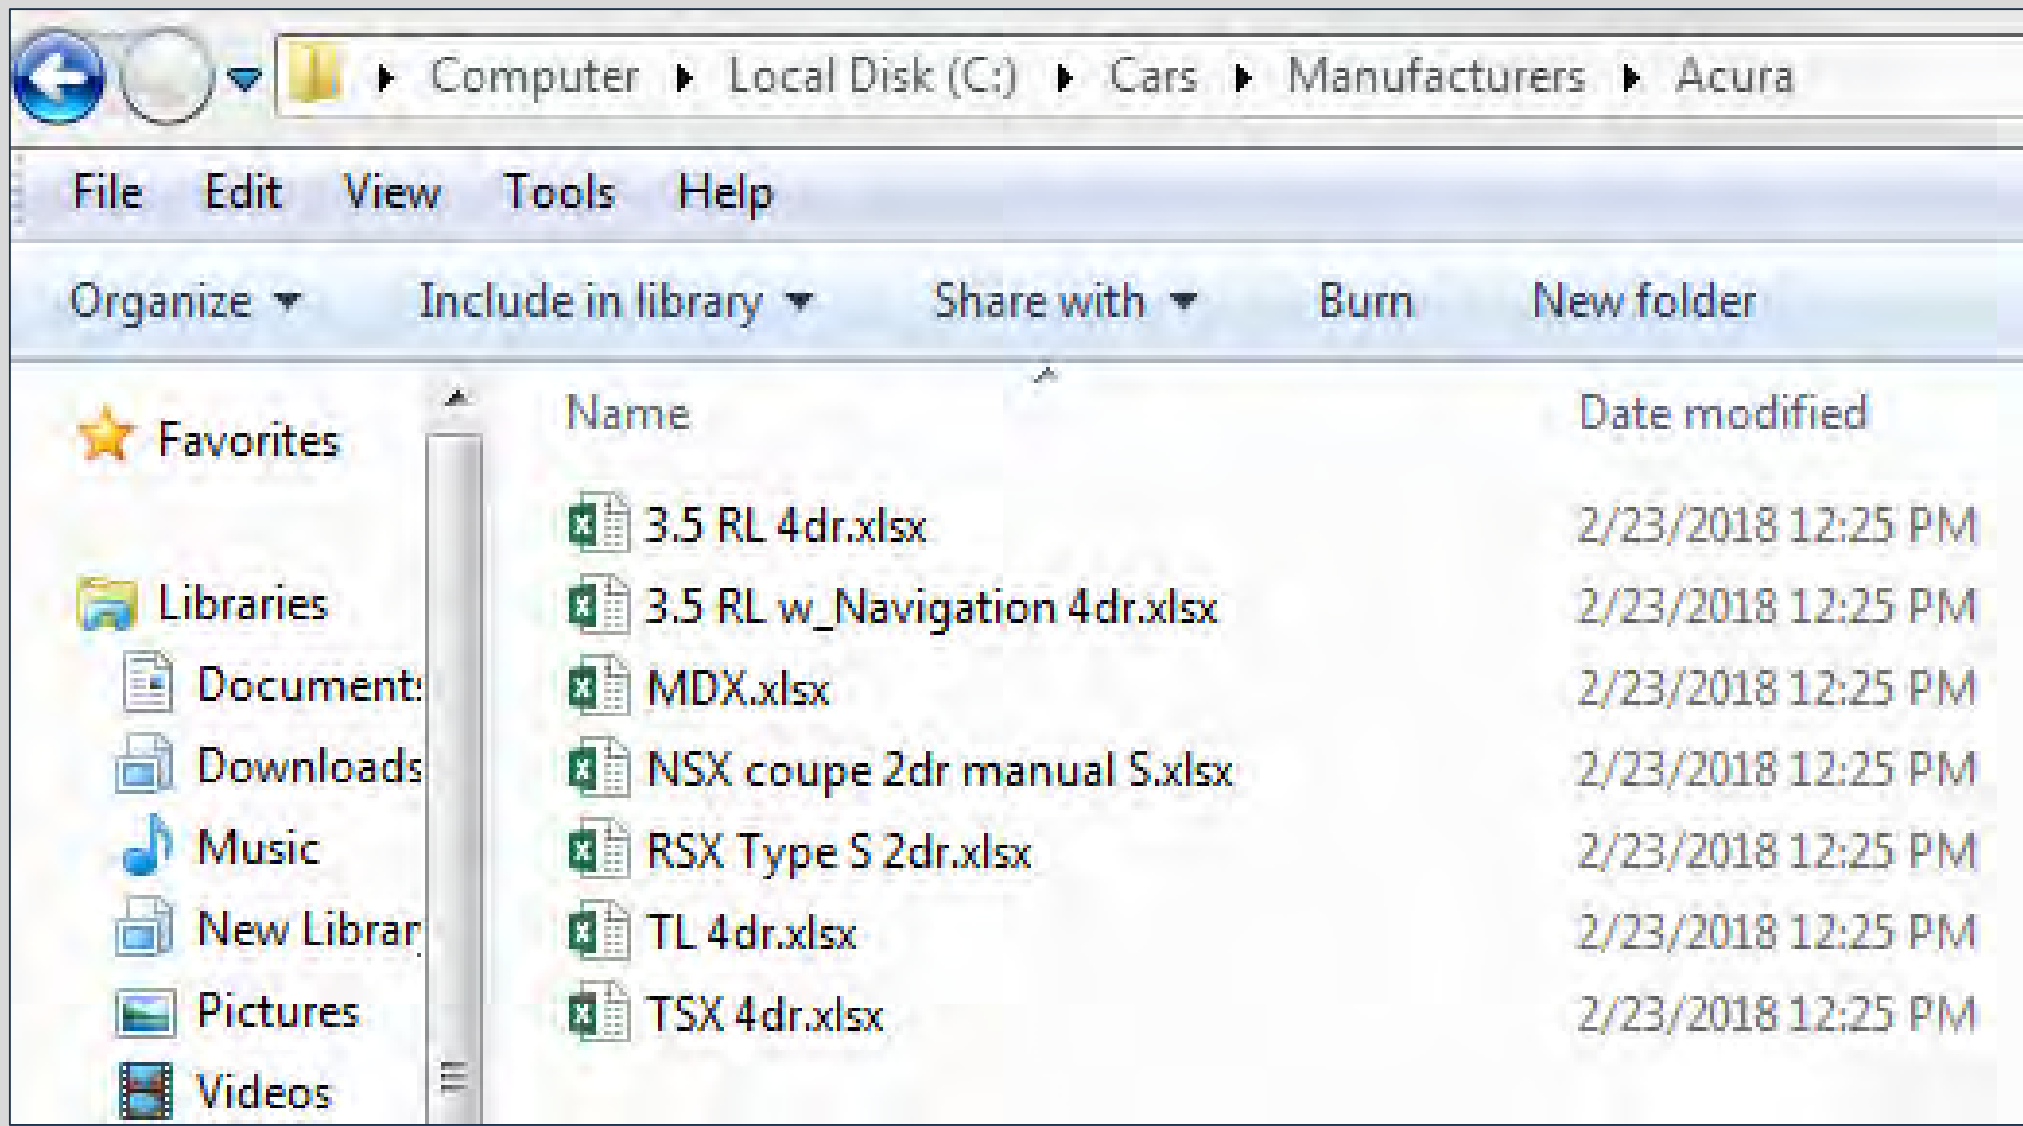 Computer Local Disk (C:) Cars Manufacturers Acura
File Edit View Tools Help
Organize Include in library Share with Burn New folder
Favorites
Libraries
Documents
Downloads
Music
New Librar
Pictures
Videos
Name Date modified
3.5 RL 4dr.xlsx 2/23/2018 12:25 PM
3.5 RL w_Navigation 4dr.xlsx 2/23/2018 12:25 PM
MDX.xlsx 2/23/2018 12:25 PM
NSX coupe 2dr manual S.xlsx 2/23/2018 12:25 PM
RSX Type S 2dr.xlsx 2/23/2018 12:25 PM
TL 4dr.xlsx 2/23/2018 12:25 PM
TSX 4dr.xlsx 2/23/2018 12:25 PM